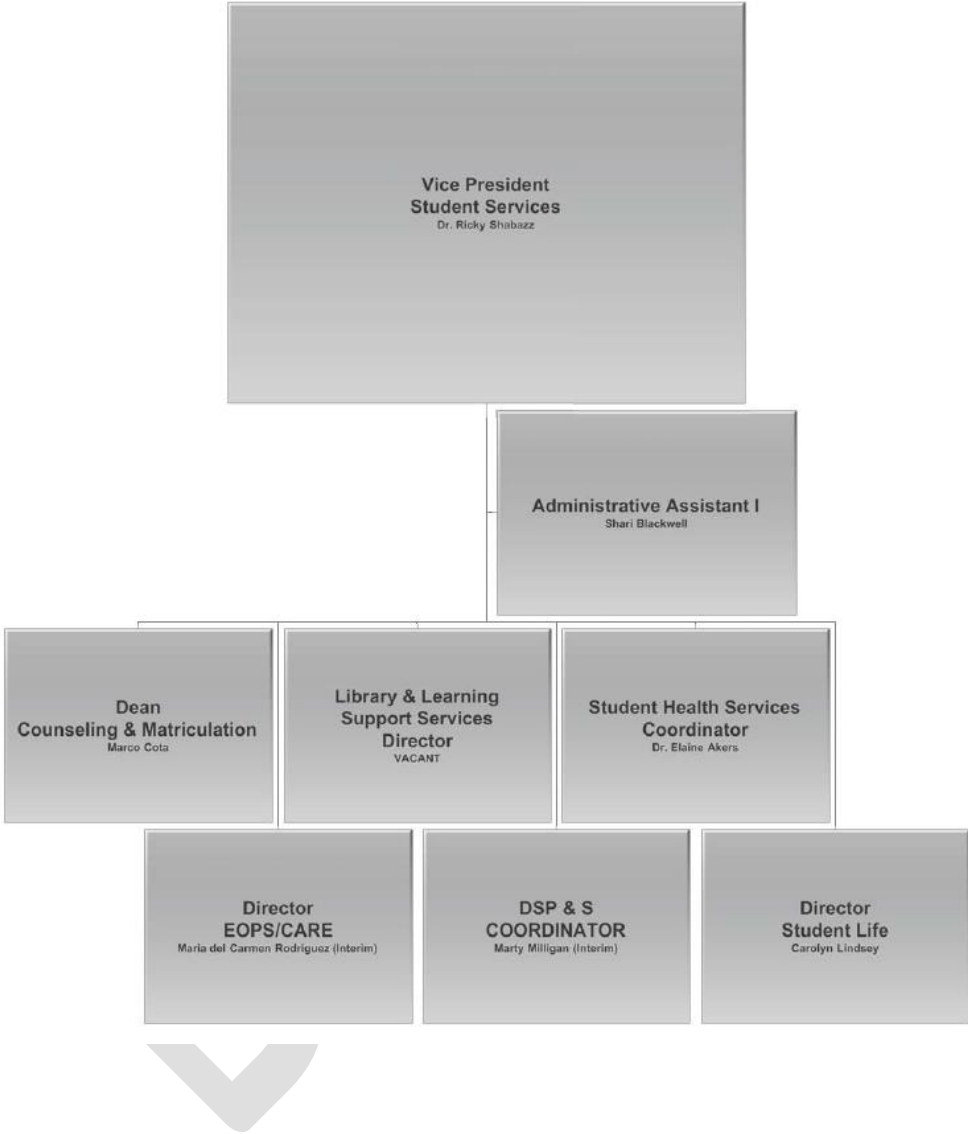 Vice President
Student Services
Dr. Ricky Shabazz
Administrative Assistant I
Shari Blackwell
Dean
Counseling & Matriculation
Marco Cota
Library & Learning
Support Services
Director
VACANT
Student Health Services
Coordinator
Dr. Elaine Akers
Director
EOPS/CARE
Maria del Carmen Rodriguez (Interim)
DSP & S
COORDINATOR
Marty Milligan (Interim)
Director
Student Life
Carolyn Lindsey